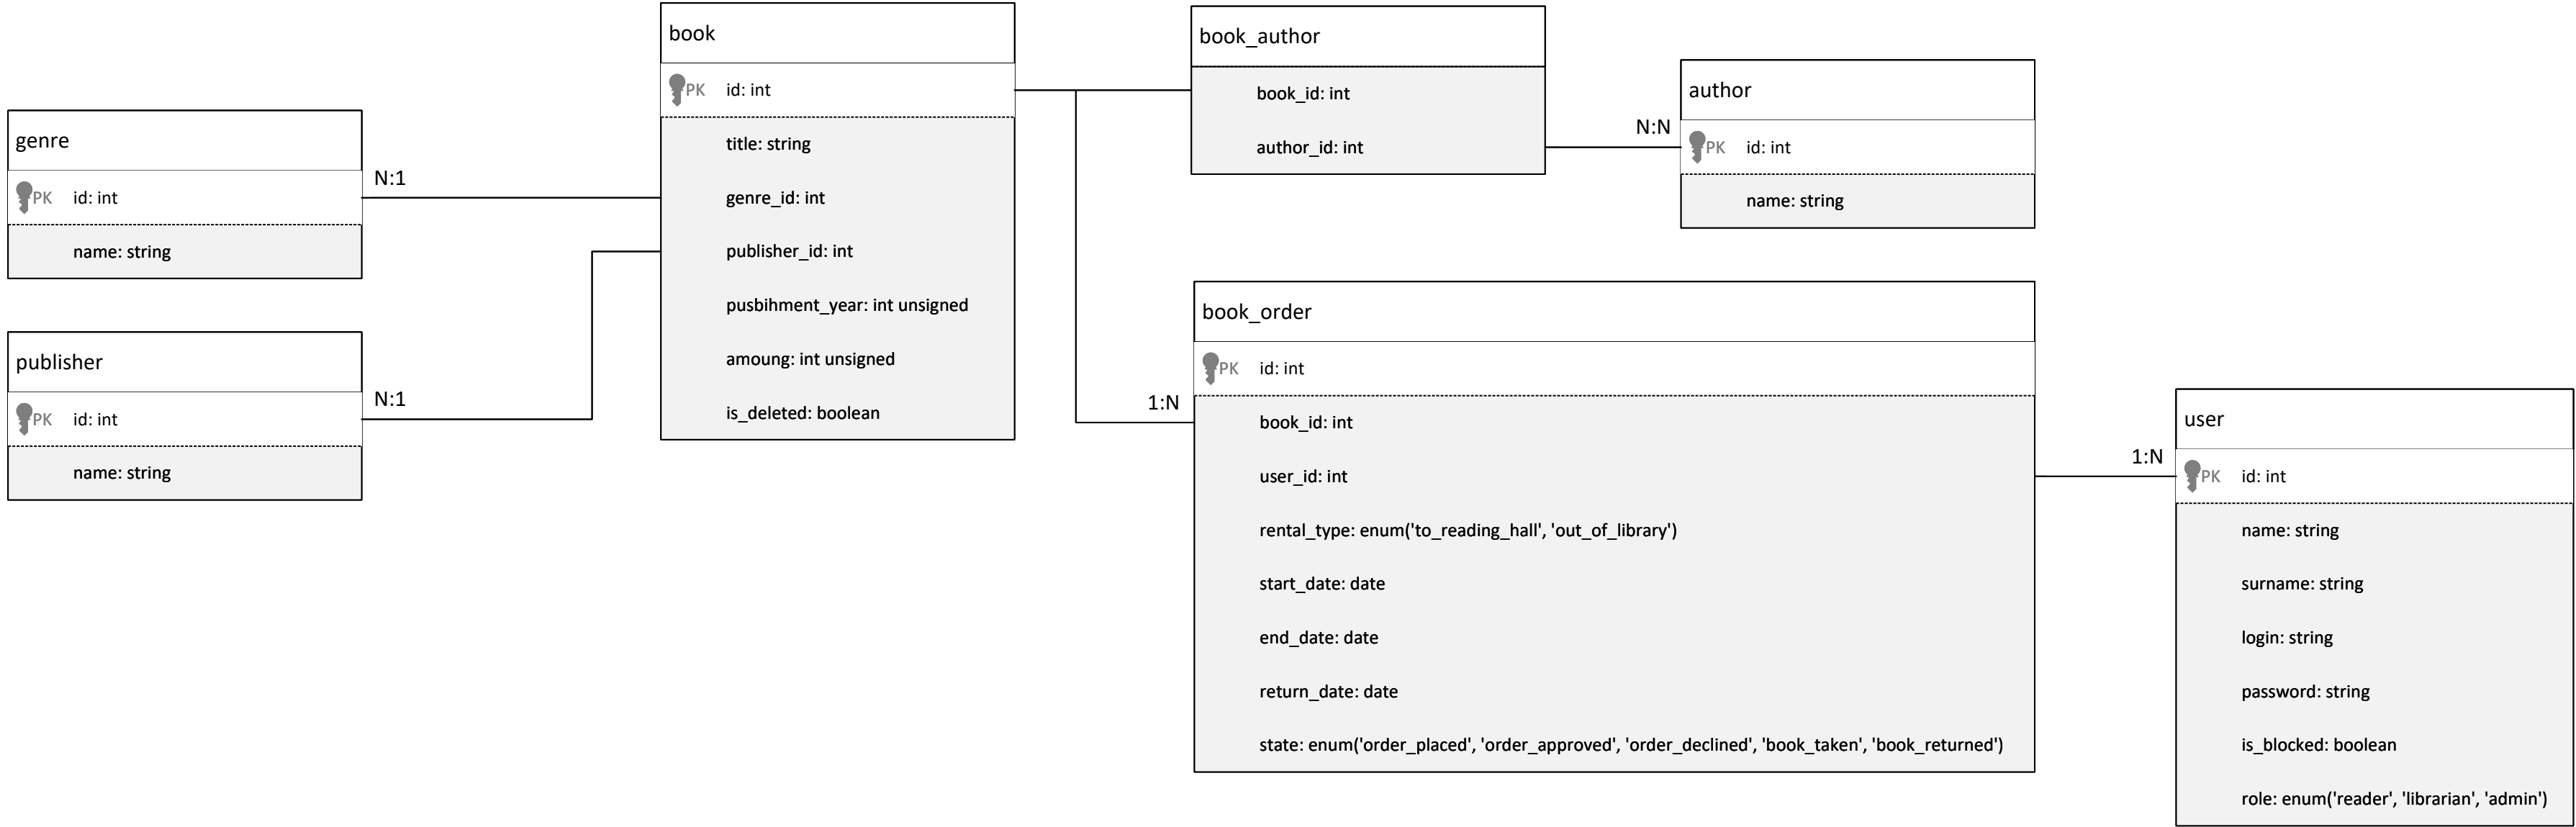 genre
PK id: int
name: string
N:1
publisher
PK id: int
name: string
N:1
book
PK id: int
title: string
genre_id: int
publisher_id: int
pusbihment_year: int unsigned
amoung: int unsigned
is_deleted: boolean
book_author
book_id: int
author_id: int
N:N
author
PK id: int
name: string
book_order
PK id: int
1:N
book_id: int
user_id: int
rental_type: enum('to_reading_hall', 'out_of_library')
start_date: date
end_date: date
return_date: date
state: enum('order_placed', 'order_approved', 'order_declined', 'book_taken', 'book_returned')
1:N
user
PK id: int
name: string
surname: string
login: string
password: string
is_blocked: boolean
role: enum('reader', 'librarian', 'admin')